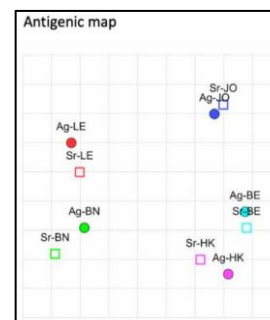 Antigenic map
Sr-JO
Ag-JO
Ag-LE
Sr-LE
Ag-BE
Sr-BE
Ag-BN
Sr-BN
Sr-HK
Ag-HK